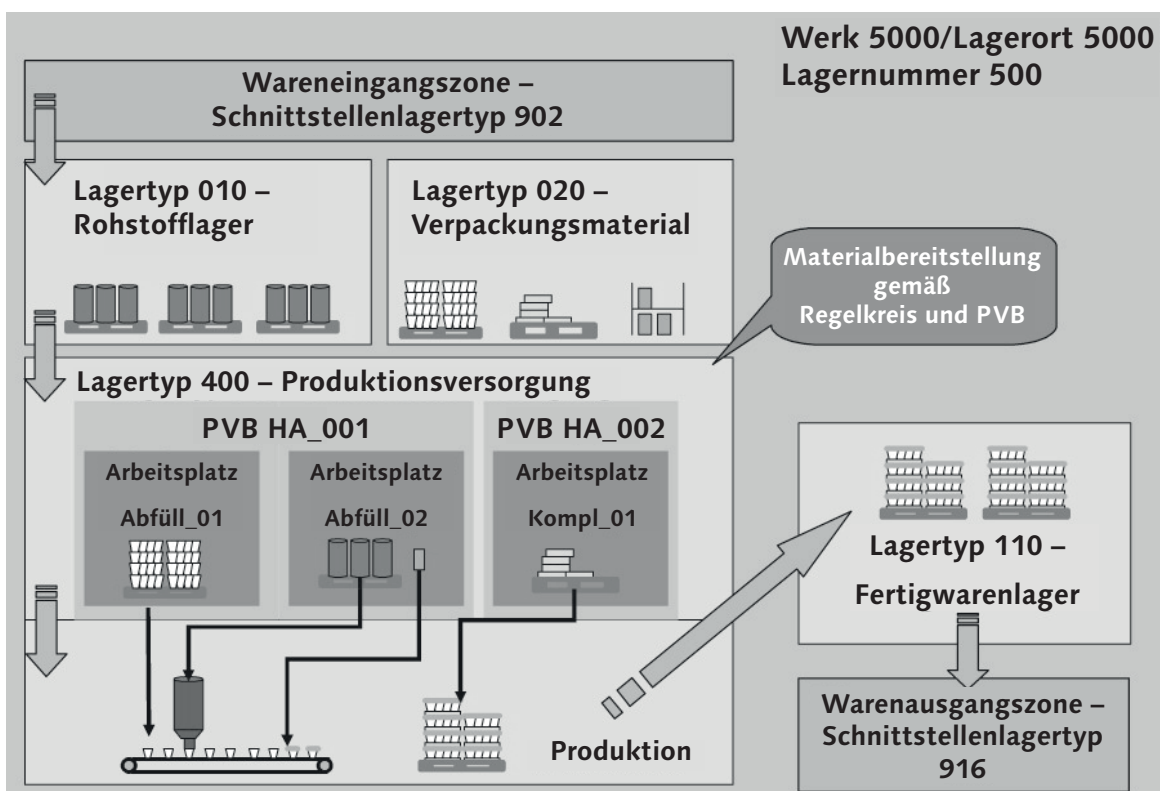 Werk 5000/Lagerort 5000
Lagernummer 500
Wareneingangszone –
Schnittstellenlagertyp 902
Lagertyp 010 –
Rohstofflager
Lagertyp 020 –
Verpackungsmaterial
Materialbereitstellung
gemäß
Regelkreis und PVB
Lagertyp 400 – Produktionsversorgung
PVB HA_001
PVB HA_002
Arbeitsplatz
Abfüll_01
Arbeitsplatz
Abfüll_02
Arbeitsplatz
Kompl_01
Produktion
Lagertyp 110 –
Fertigwarenlager
Warenausgangszone –
Schnittstellenlagertyp
916